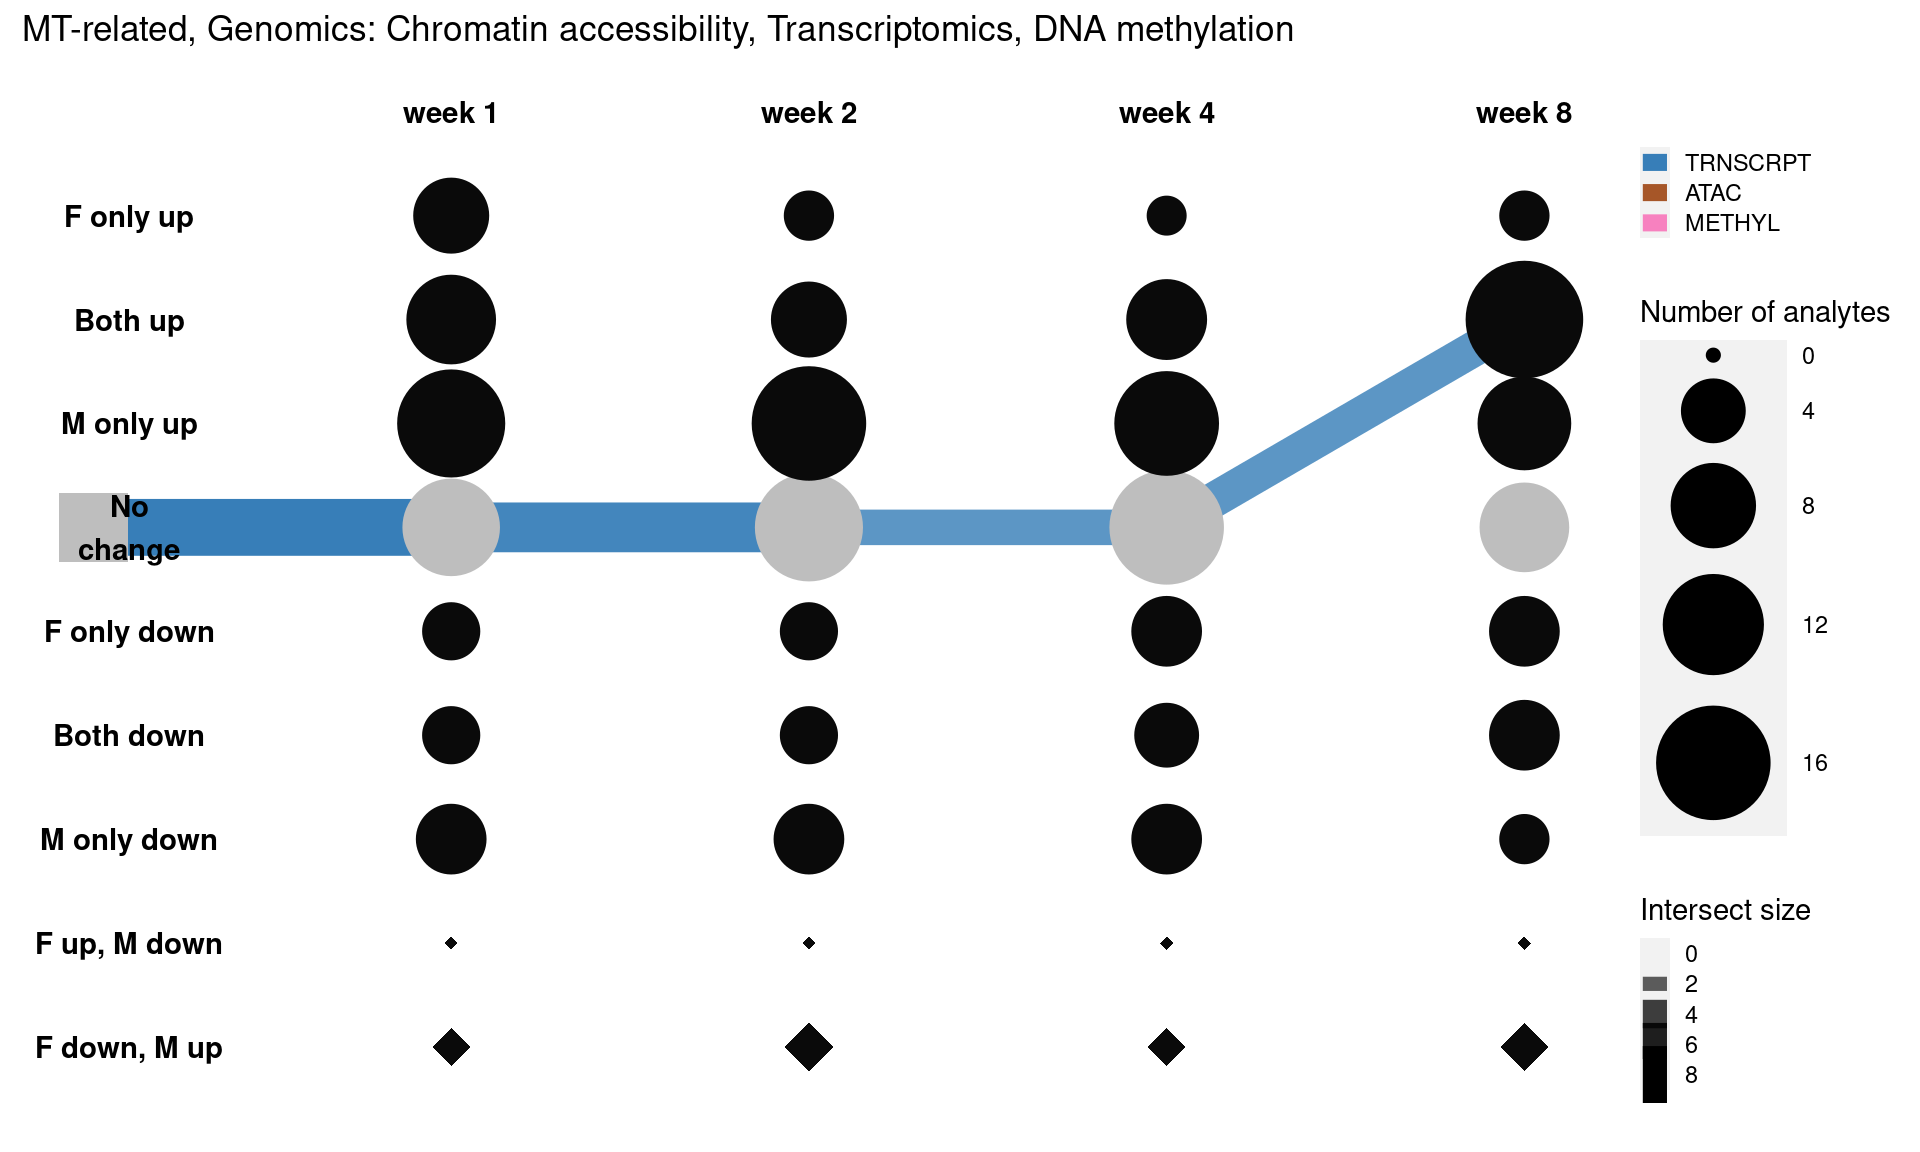 MT-related, Genomics: Chromatin accessibility, Transcriptomics, DNA methylation
week 1
week 2
week 4
week 8
F only up
Both up
M only up
No
change
F only down
Both down
M only down
F up, M down
F down, M up
TRNSCRPT
ATAC
METHYL
Number of analytes
0
4
8
12
16
Intersect size
0
2
4
6
8